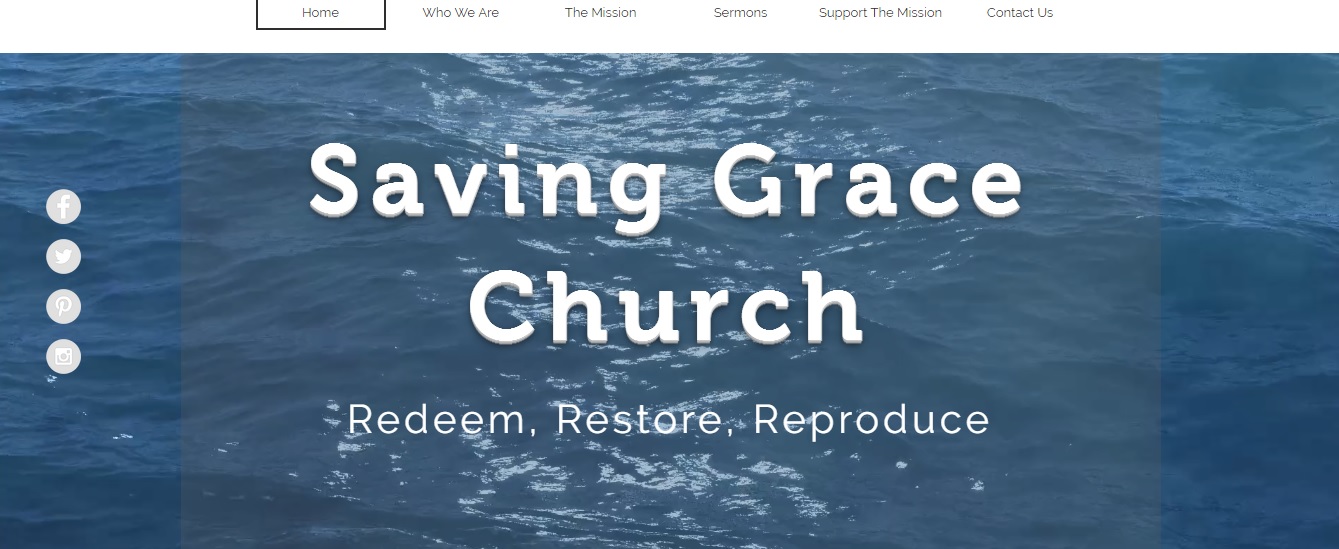 Home Who We Are The Mission Sermons Support The Mission Contact Us
Saving Grace
Church
Redeem, Restore, Reproduce